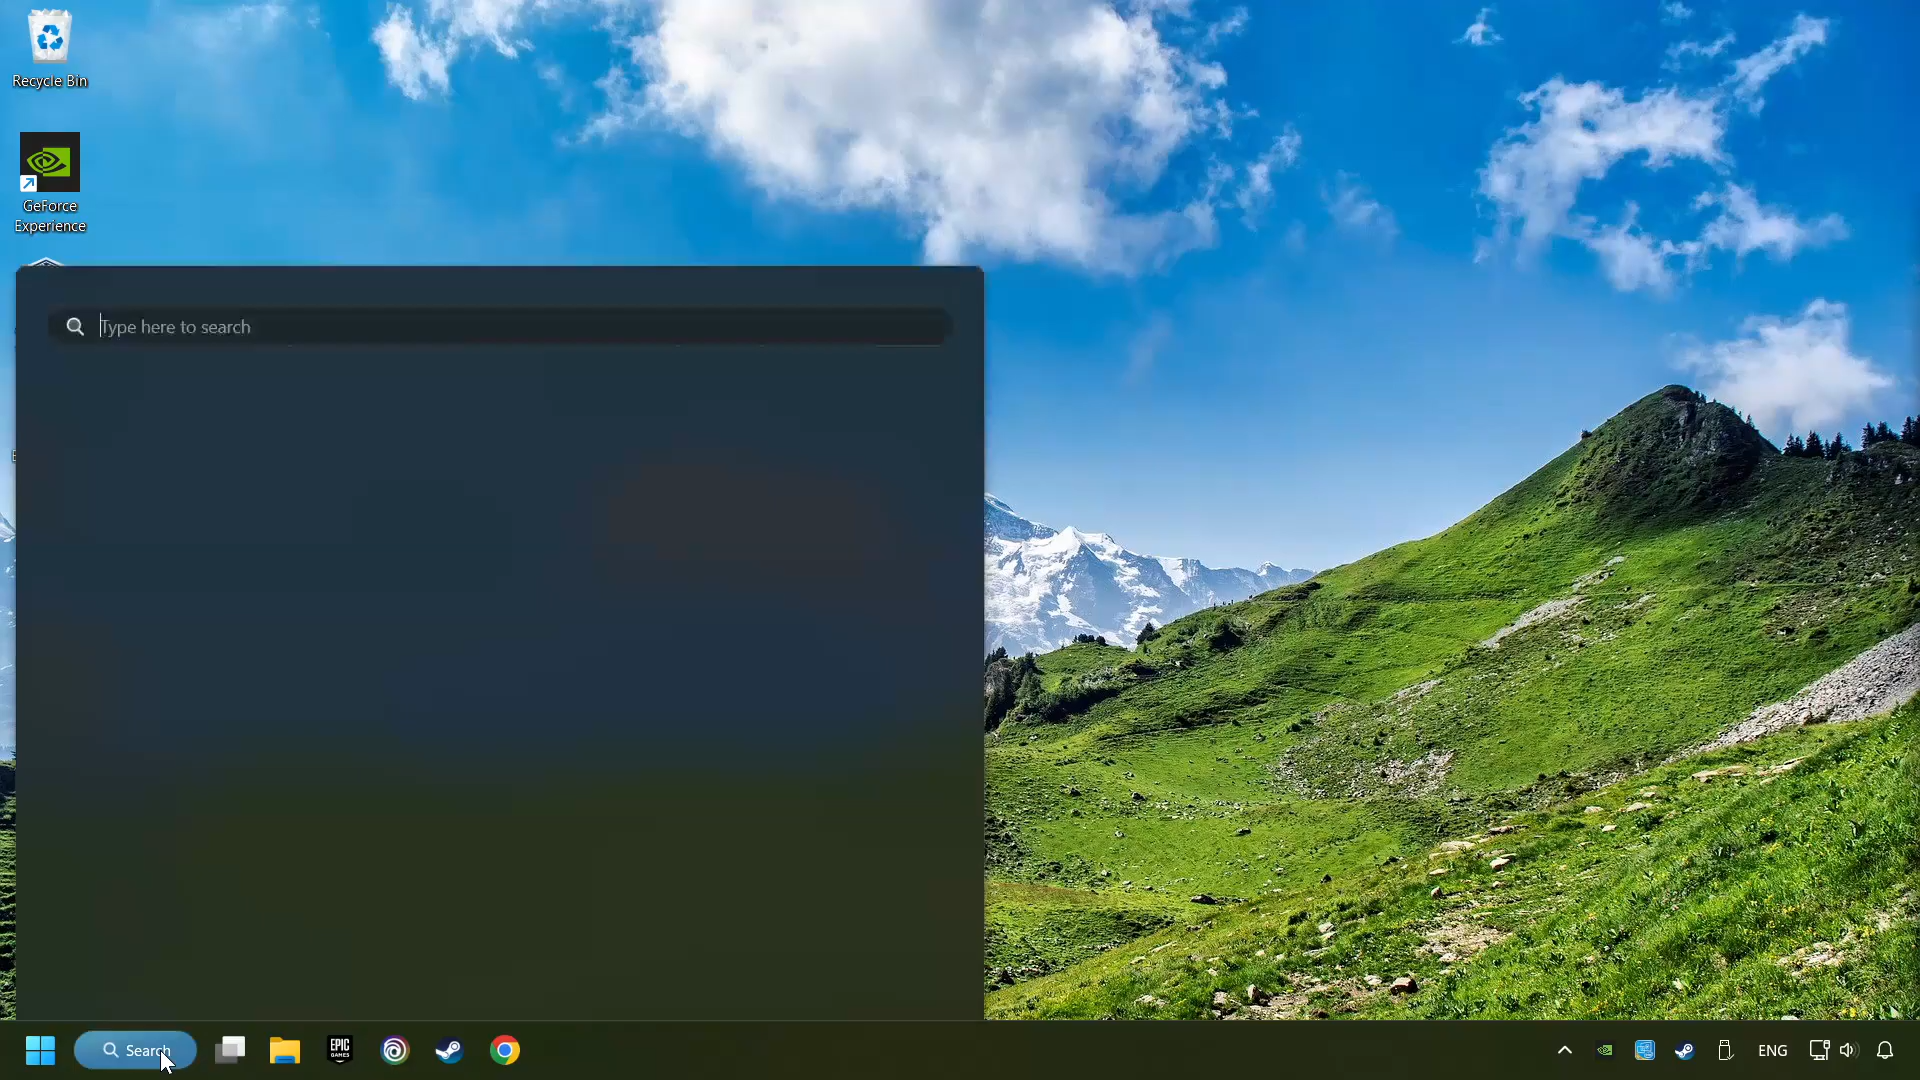 Recycle Bin
GeForce
Experience
Type here to search
Search
EPIC
GAMES
ENG